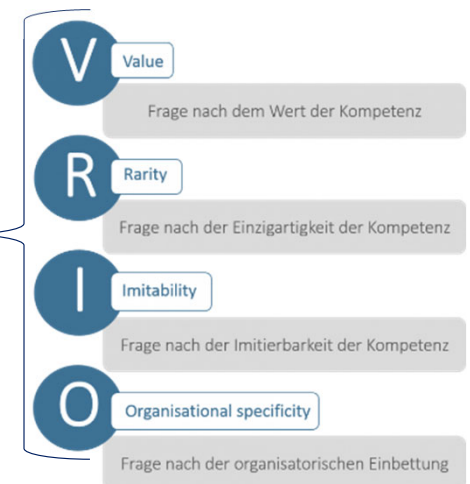 V
Value
Frage nach dem Wert der Kompetenz
R
Rarity
Frage nach der Einzigartigkeit der Kompetenz
I
Imitability
Frage nach der Imitierbarkeit der Kompetenz
O
Organisational specificity
Frage nach der organisatorischen Einbettung